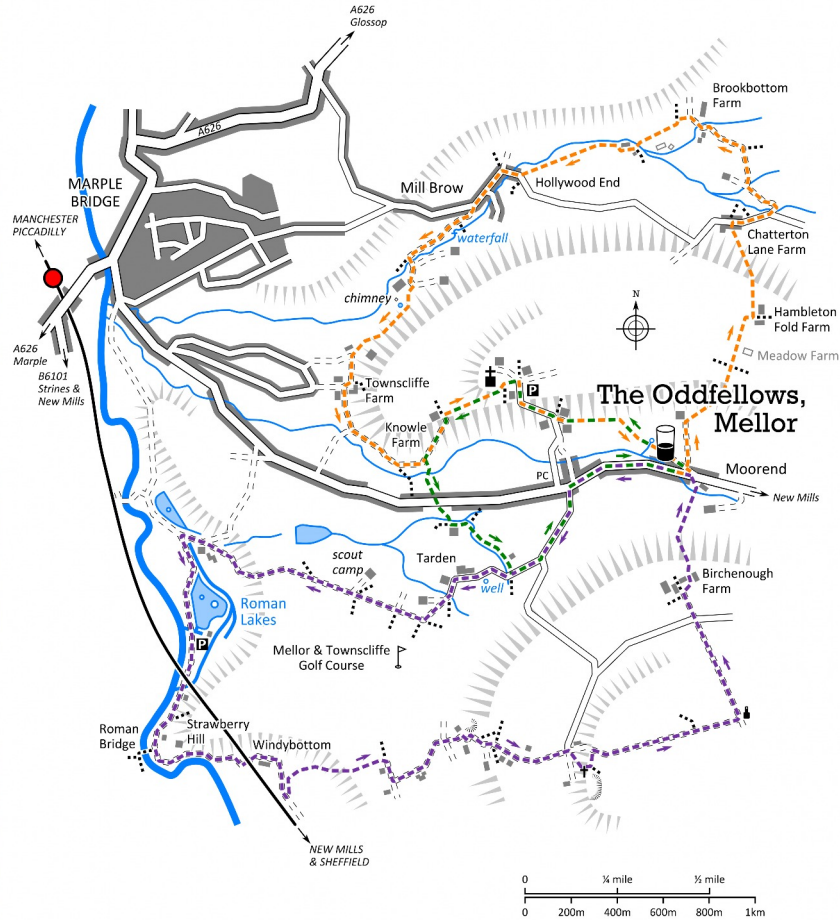 A626
Glossop
Brookbottom
Farm
A626
MARPLE
BRIDGE
Mill Brow
Hollywood End
MANCHESTER
PICCADILLY
waterfall
Chatterton
Lane Farm
chimney
N
Hambleton
Fold Farm
A626
Marple
B6101
Strines &
New Mills
Meadow Farm
Townscliffe
Farm
P
The Oddfellows,
Mellor
Knowle
Farm
PC
Moorend
New Mills
scout
camp
Tarden
well
Birchenough
Farm
Roman
Lakes
P
Mellor & Townscliffe
Golf Course
Roman
Bridge
Strawberry
Hill
Windybottom
NEW MILLS
& SHEFFIELD
0 ¼ mile ½ mile
0 200m 400m 600m 800m 1km